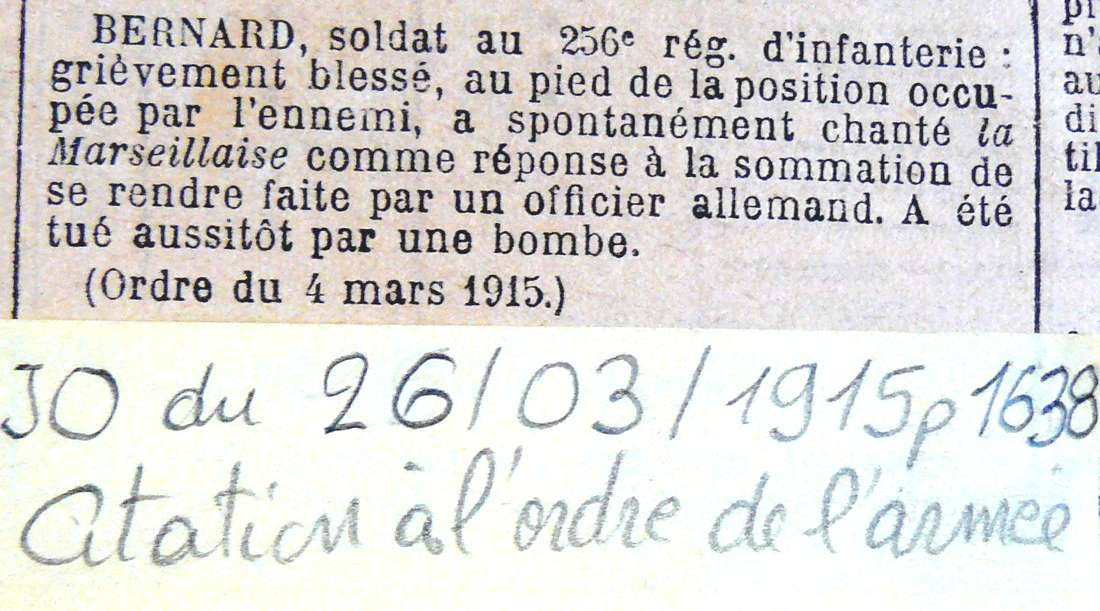 BERNARD, soldat au 256e rég. d'infanterie :
grièvement blessé, au pied de la position occu-
pée par l'ennemi, a spontanément chanté la
Marseillaise comme réponse à la sommation de
se rendre faite par un officier allemand. A été
tué aussitôt par une bombe.
(Ordre du 4 mars 1915.)
JO du 26/03/1915 p 1638
Citation à l'ordre de l'armée